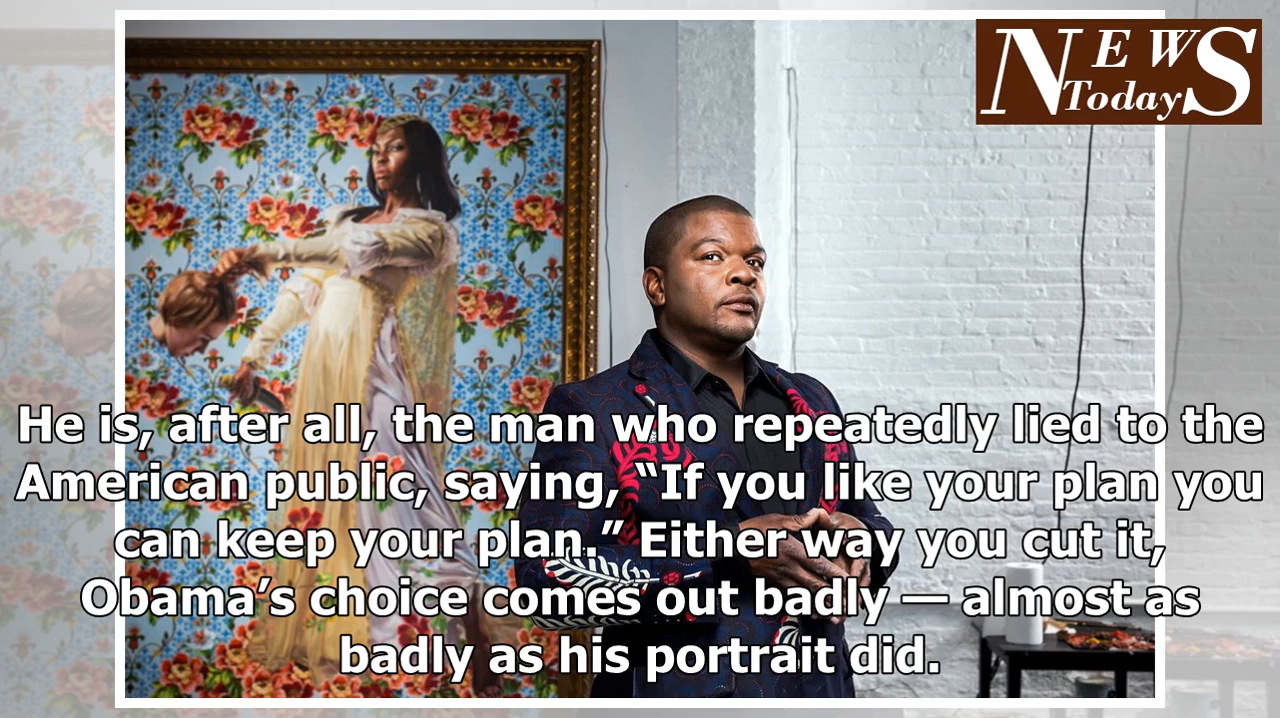 NEWS
Today
He is, after all, the man who repeatedly lied to the
American public, saying, “If you like your plan you
can keep your plan.” Either way you cut it,
Obama’s choice comes out badly — almost as
badly as his portrait did.